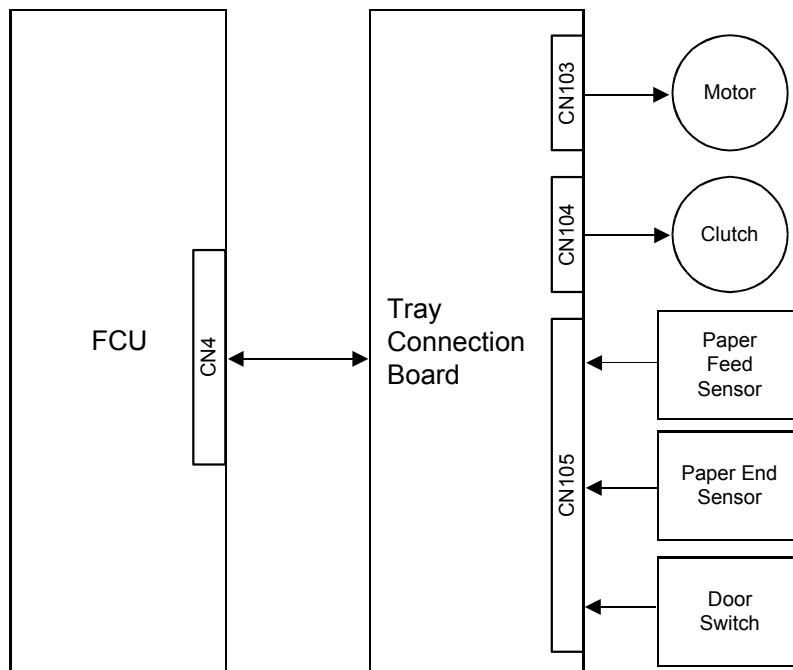 FCU
CN4
Tray
Connection
Board
CN103
CN104
CN105
Motor
Clutch
Paper
Feed
Sensor
Paper End
Sensor
Door
Switch